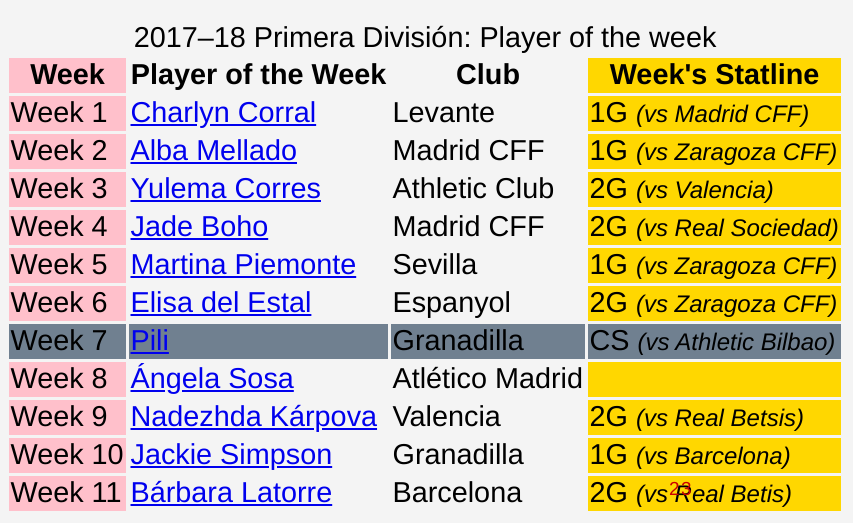 2017–18 Primera División: Player of the week
Week Player of the Week Club Week's Statline
Week 1 Charlyn Corral Levante 1G (vs Madrid CFF)
Week 2 Alba Mellado Madrid CFF 1G (vs Zaragoza CFF)
Week 3 Yulema Corres Athletic Club 2G (vs Valencia)
Week 4 Jade Boho Madrid CFF 2G (vs Real Sociedad)
Week 5 Martina Piemonte Sevilla 1G (vs Zaragoza CFF)
Week 6 Elisa del Estal Espanyol 2G (vs Zaragoza CFF)
Week 7 Pili Granadilla CS (vs Athletic Bilbao)
Week 8 Ángela Sosa Atlético Madrid
Week 9 Nadezhda Kárpova Valencia 2G (vs Real Betsis)
Week 10 Jackie Simpson Granadilla 1G (vs Barcelona)
Week 11 Bárbara Latorre Barcelona 2G (vs Real Betis)
23